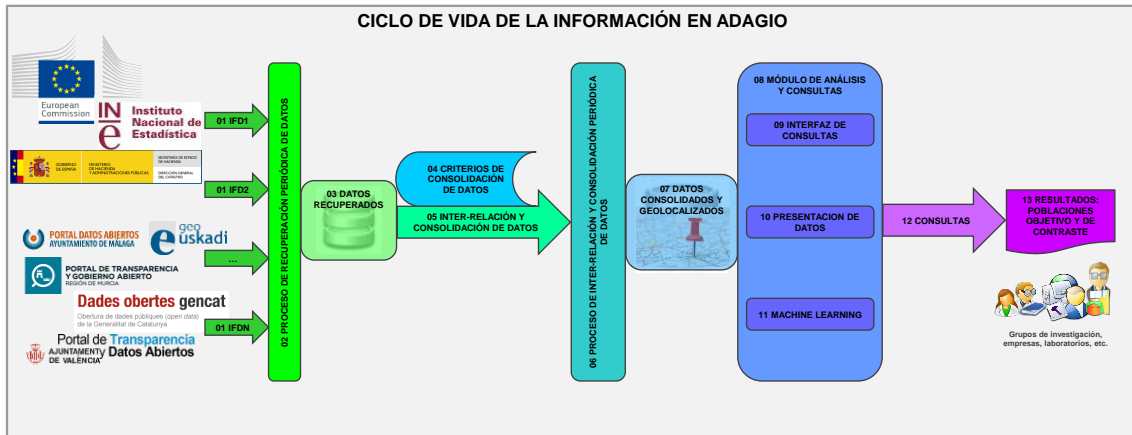 CICLO DE VIDA DE LA INFORMACIÓN EN ADAGIO
European
Commission
IN
e
Instituto
Nacional de
Estadística
GOBIERNO
DE ESPAÑA
MINISTERIO
DE HACIENDA
Y ADMINISTRACIONES PÚBLICAS
SECRETARÍA DE ESTADO
DE HACIENDA
DIRECCIÓN GENERAL
DEL CATASTRO
PORTAL DATOS ABIERTOS
AYUNTAMIENTO DE MÁLAGA
geo
euskadi
PORTAL DE TRANSPARENCIA
Y GOBIERNO ABIERTO
REGIÓN DE MURCIA
Dades obertes gencat
Obertura de dades públiques (open data)
de la Generalitat de Catalunya
Portal de Transparencia
y Datos Abiertos
AJUNTAMENT
DE VALÈNCIA
01 IFD1
01 IFD2
...
01 IFDN
02 PROCESO DE RECUPERACIÓN PERIÓDICA DE DATOS
03 DATOS
RECUPERADOS
04 CRITERIOS DE
CONSOLIDACIÓN
DE DATOS
05 INTER-RELACIÓN Y
CONSOLIDACIÓN DE DATOS
06 PROCESO DE INTER-RELACIÓN Y CONSOLIDACIÓN PERIÓDICA
DE DATOS
07 DATOS
CONSOLIDADOS Y
GEOLOCALIZADOS
08 MÓDULO DE ANÁLISIS
Y CONSULTAS
09 INTERFAZ DE
CONSULTAS
10 PRESENTACION DE
DATOS
11 MACHINE LEARNING
12 CONSULTAS
13 RESULTADOS:
POBLACIONES
OBJETIVO Y DE
CONTRASTE
Grupos de investigación,
empresas, laboratorios, etc.